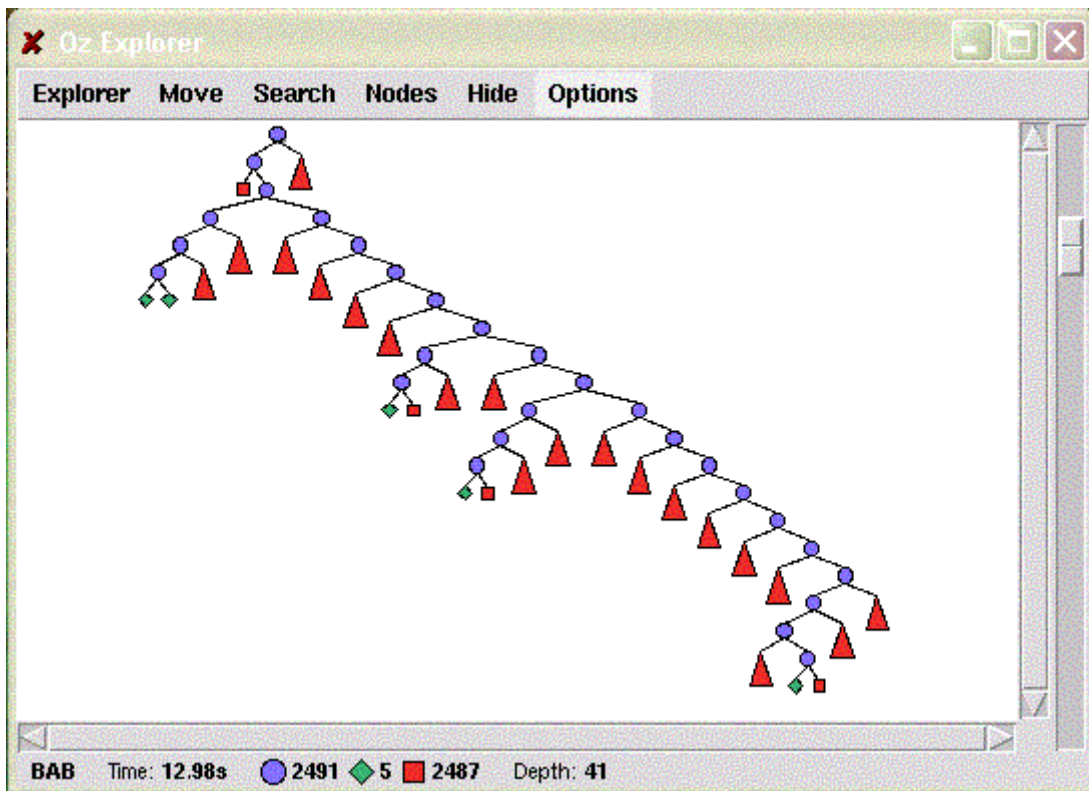 Oz Explorer
Explorer Move Search Nodes Hide Options
BAB Time: 12.98s 2491 5 2487 Depth: 41